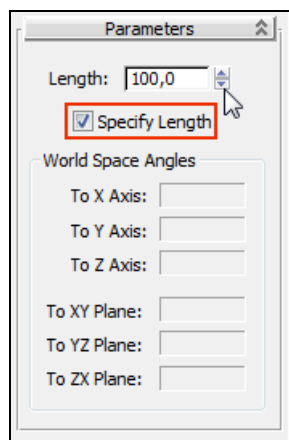 Parameters
Length: 100,0
Specify Length
World Space Angles
To X Axis:
To Y Axis:
To Z Axis:
To XY Plane:
To YZ Plane:
To ZX Plane: